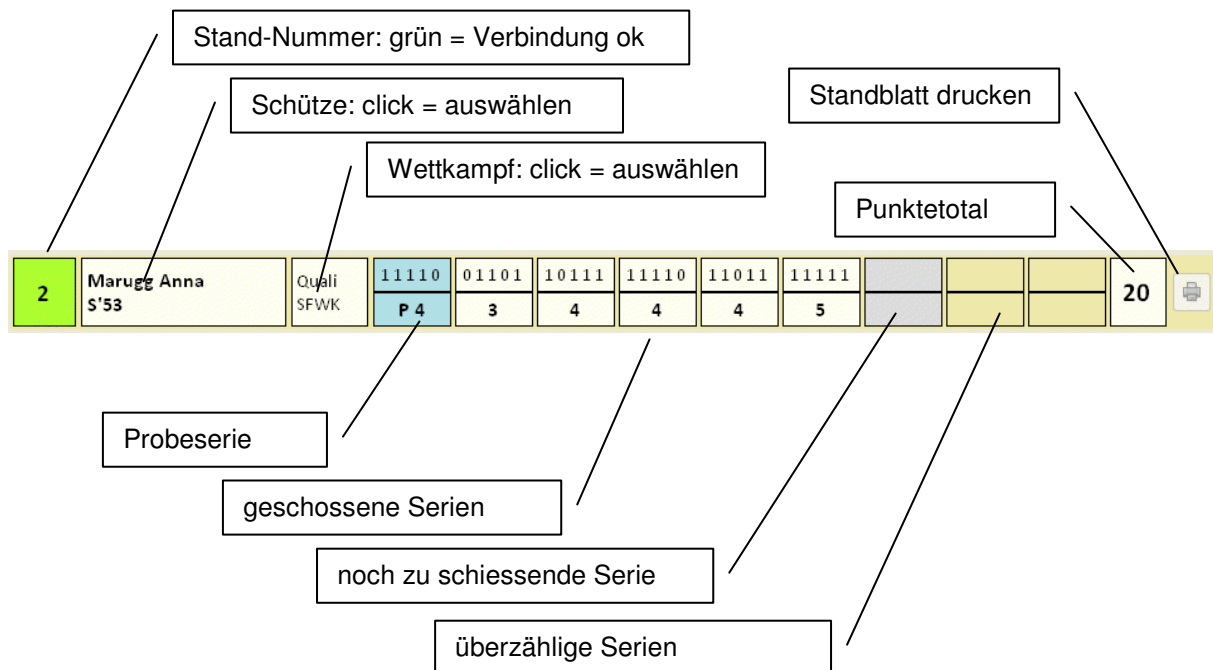 Stand-Nummer: grün = Verbindung ok
Schütze: click = auswählen
Standblatt drucken
Wettkampf: click = auswählen
Punktetotal
2
Marugg Anna
S'53
Quali
SFWK
11110 01101 10111 11110 11011 11111
P 4 3 4 4 4 5
20
Probeserie
geschossene Serien
noch zu schiessende Serie
überzählige Serien